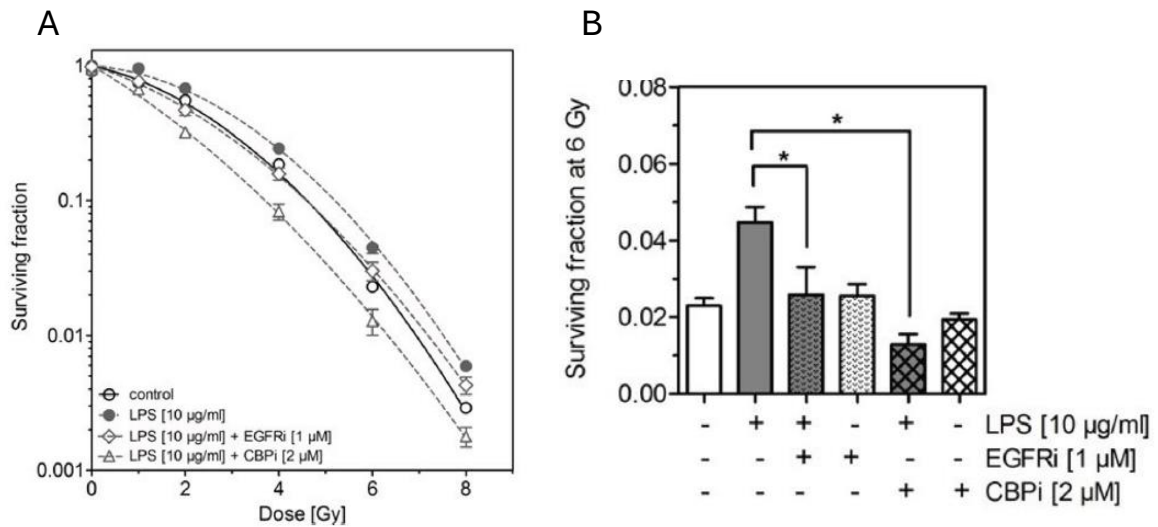 A
B
Surviving fraction
1
0.1
0.01
0.001
0 2 4 6 8
Dose [Gy]
control
LPS [10 µg/ml]
LPS [10 µg/ml] + EGFRi [1 µM]
LPS [10 µg/ml] + CBPi [2 µM]
Surviving fraction at 6 Gy
0.08
0.06
0.04
0.02
0.00
*
*
- + + - + - LPS [10 µg/ml]
- - + + - - EGFRi [1 µM]
- - - - + + CBPi [2 µM]